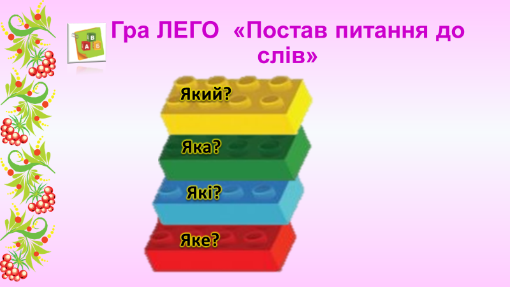 Гра ЛЕГО «Постав питання до
слів»
Який?
Яка?
Які?
Яке?